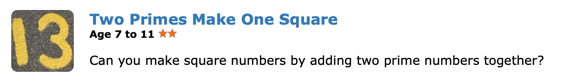 13
Two Primes Make One Square
Age 7 to 11 ★★
Can you make square numbers by adding two prime numbers together?